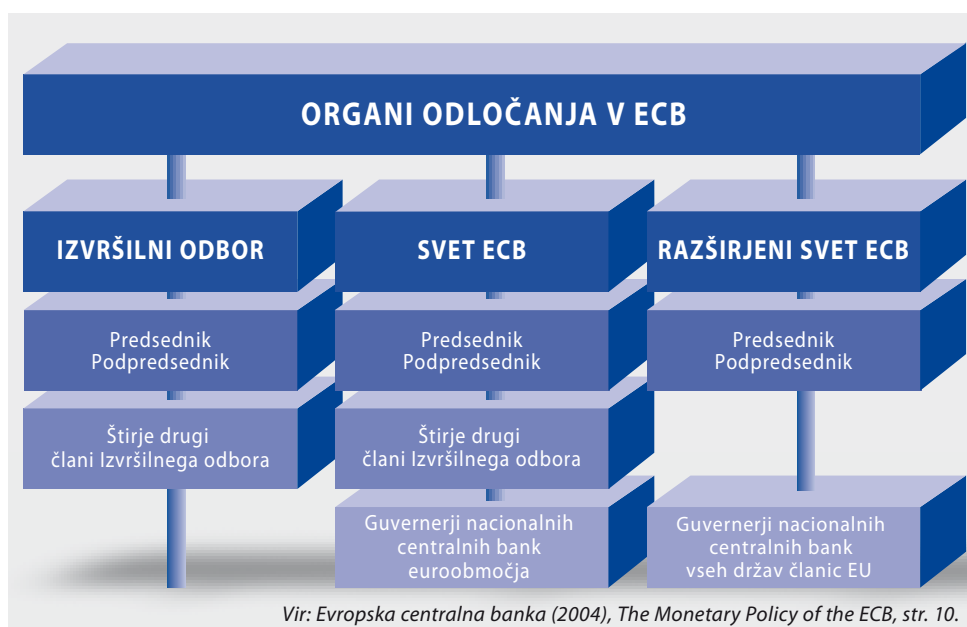 ORGANI ODLOČANJA V ECB
IZVRŠILNI ODBOR
Predsednik
Podpredsednik
Štirje drugi
člani Izvršilnega odbora
SVET ECB
Predsednik
Podpredsednik
Štirje drugi
člani Izvršilnega odbora
Guvernerji nacionalnih
centralnih bank
euroobmočja
RAZŠIRJENI SVET ECB
Predsednik
Podpredsednik
Guvernerji nacionalnih
centralnih bank
vseh držav članic EU
Vir: Evropska centralna banka (2004), The Monetary Policy of the ECB, str. 10.